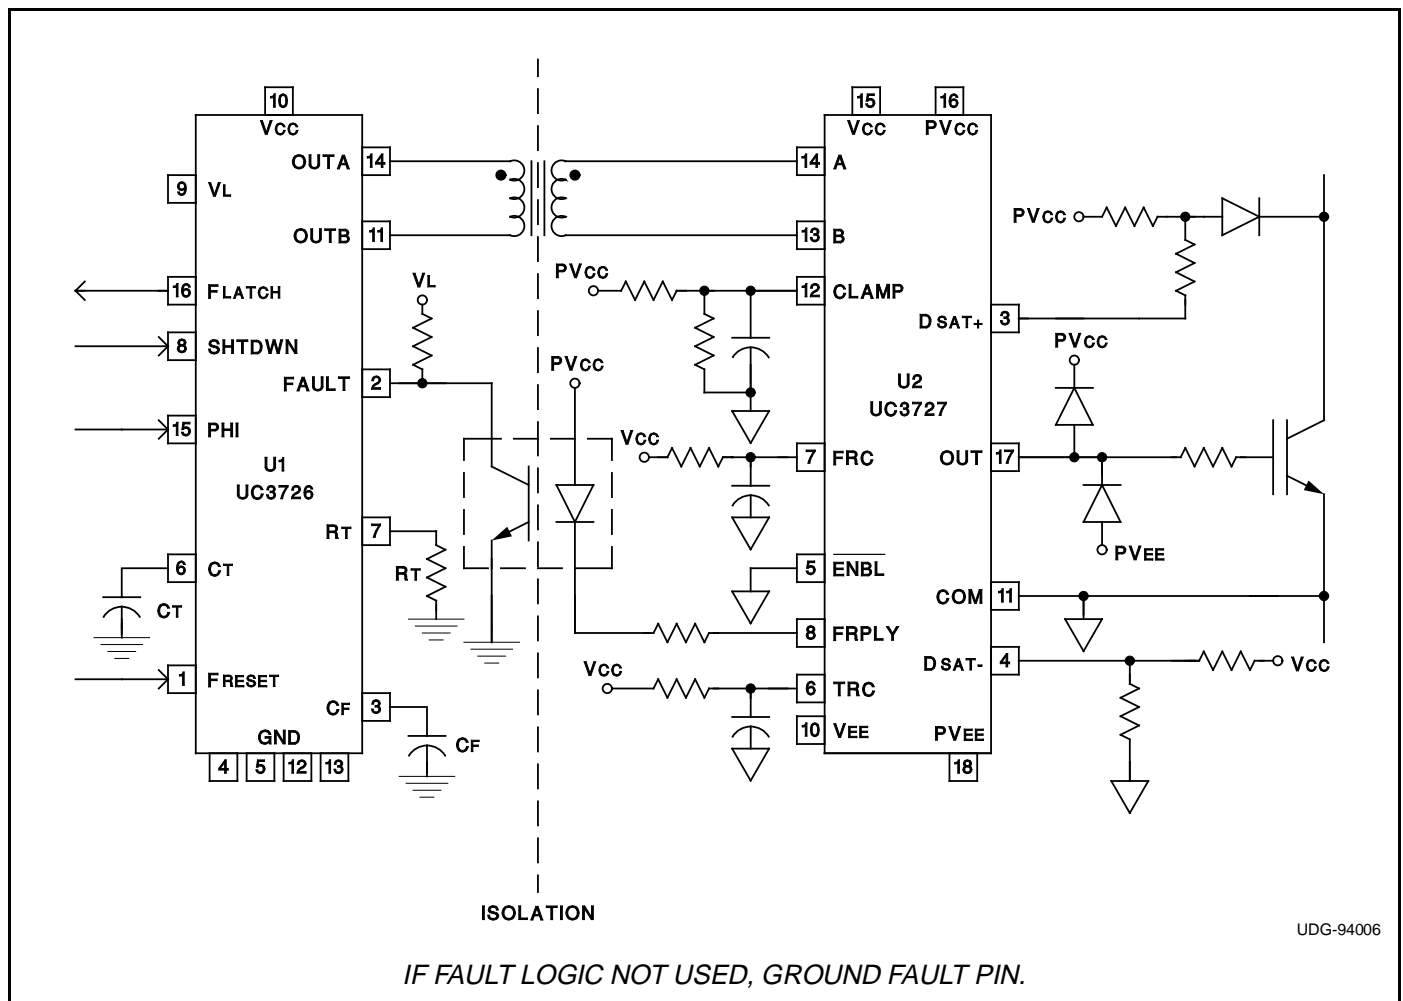 10
VCC
OUTA 14
9 VL
OUTB 11
16 FLATCH
8 SHTDWN
FAULT 2
15 PHI
U1
UC3726
RT 7
6 CT
1 FRESET
CF 3
GND
4 5 12 13
VL
RT
CT
CF
ISOLATION
PVCC
PVCC
VCC
VCC
15 16
VCC PVCC
14 A
13 B
12 CLAMP
DSAT+ 3
U2
UC3727
7 FRC
OUT 17
5 ENBL
COM 11
8 FRPLY
DSAT- 4
6 TRC
10 VEE
PVEE
18
PVCC
PVCC
PVEE
VCC
UDG-94006
IF FAULT LOGIC NOT USED, GROUND FAULT PIN.